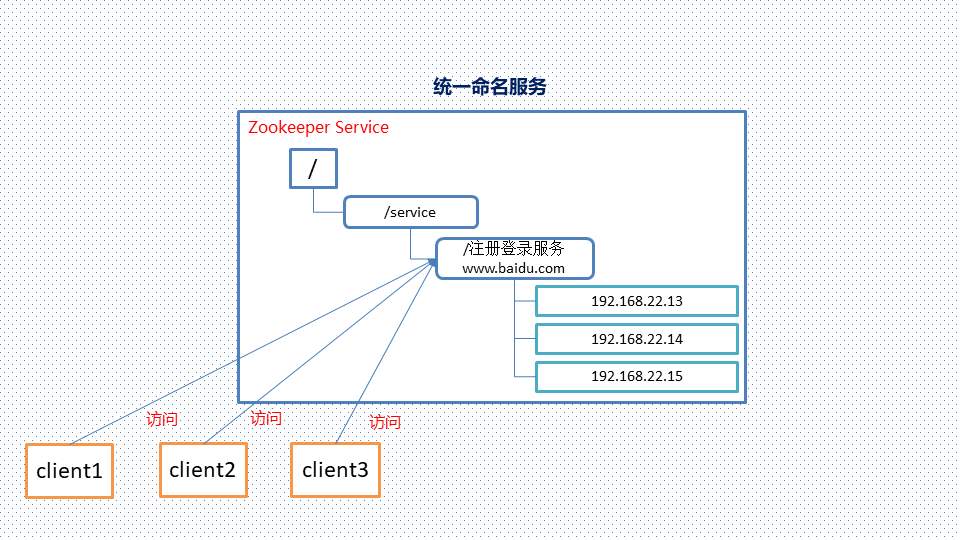 统一命名服务
Zookeeper Service
/
/service
/注册登录服务
www.baidu.com
192.168.22.13
192.168.22.14
192.168.22.15
访问
访问
访问
client1
client2
client3